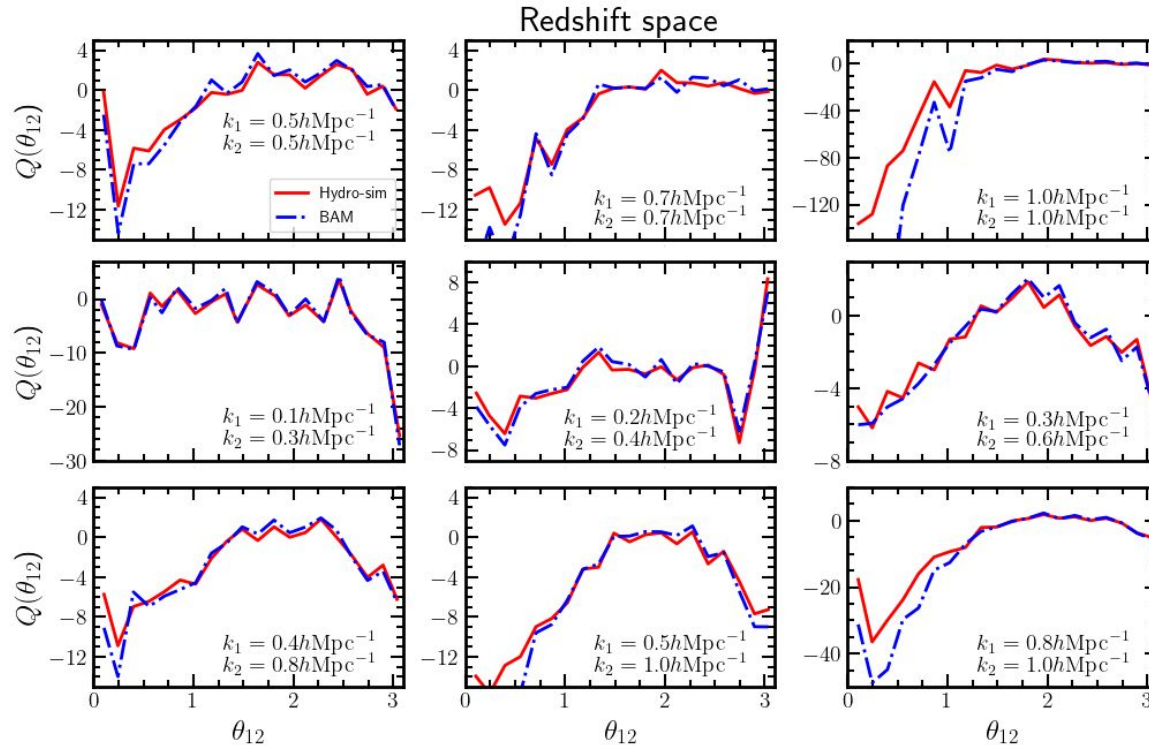 Redshift space
4
0
−4
−8
−12
Q(θ₁₂)
k₁ = 0.5hMpc⁻¹
k₂ = 0.5hMpc⁻¹
Hydro-sim
BAM
4
0
−4
−8
−12
k₁ = 0.7hMpc⁻¹
k₂ = 0.7hMpc⁻¹
0
−40
−80
−120
k₁ = 1.0hMpc⁻¹
k₂ = 1.0hMpc⁻¹
0
−10
−20
−30
Q(θ₁₂)
k₁ = 0.1hMpc⁻¹
k₂ = 0.3hMpc⁻¹
8
4
0
−4
−8
k₁ = 0.2hMpc⁻¹
k₂ = 0.4hMpc⁻¹
0
−4
−8
k₁ = 0.3hMpc⁻¹
k₂ = 0.6hMpc⁻¹
4
0
−4
−8
−12
Q(θ₁₂)
k₁ = 0.4hMpc⁻¹
k₂ = 0.8hMpc⁻¹
0 1 2 3
θ₁₂
4
0
−4
−8
−12
k₁ = 0.5hMpc⁻¹
k₂ = 1.0hMpc⁻¹
0 1 2 3
θ₁₂
0
−20
−40
k₁ = 0.8hMpc⁻¹
k₂ = 1.0hMpc⁻¹
0 1 2 3
θ₁₂